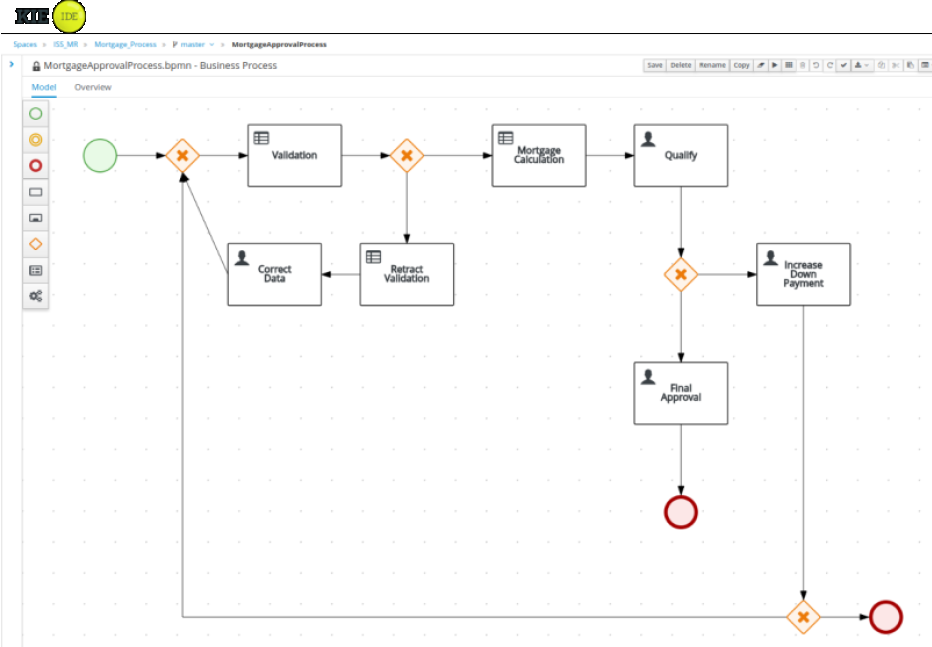 KIE IDE
Spaces » ISS_MR » Mortgage_Process » master » MortgageApprovalProcess
MortgageApprovalProcess.bpmn - Business Process
Save Delete Rename Copy
Model Overview
Validation
Mortgage
Calculation
Qualify
Correct
Data
Retract
Validation
Increase
Down
Payment
Final
Approval